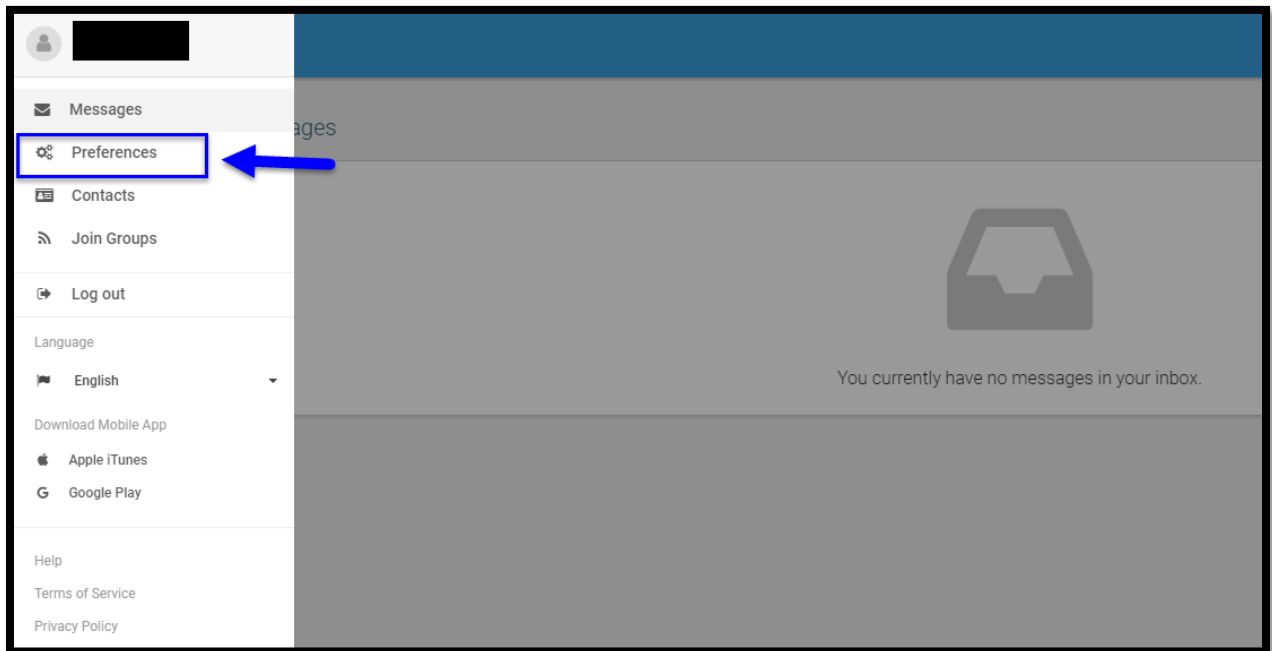 Messages
Preferences
Contacts
Join Groups
Log out
Language
English
Download Mobile App
Apple iTunes
Google Play
Help
Terms of Service
Privacy Policy
ages
You currently have no messages in your inbox.